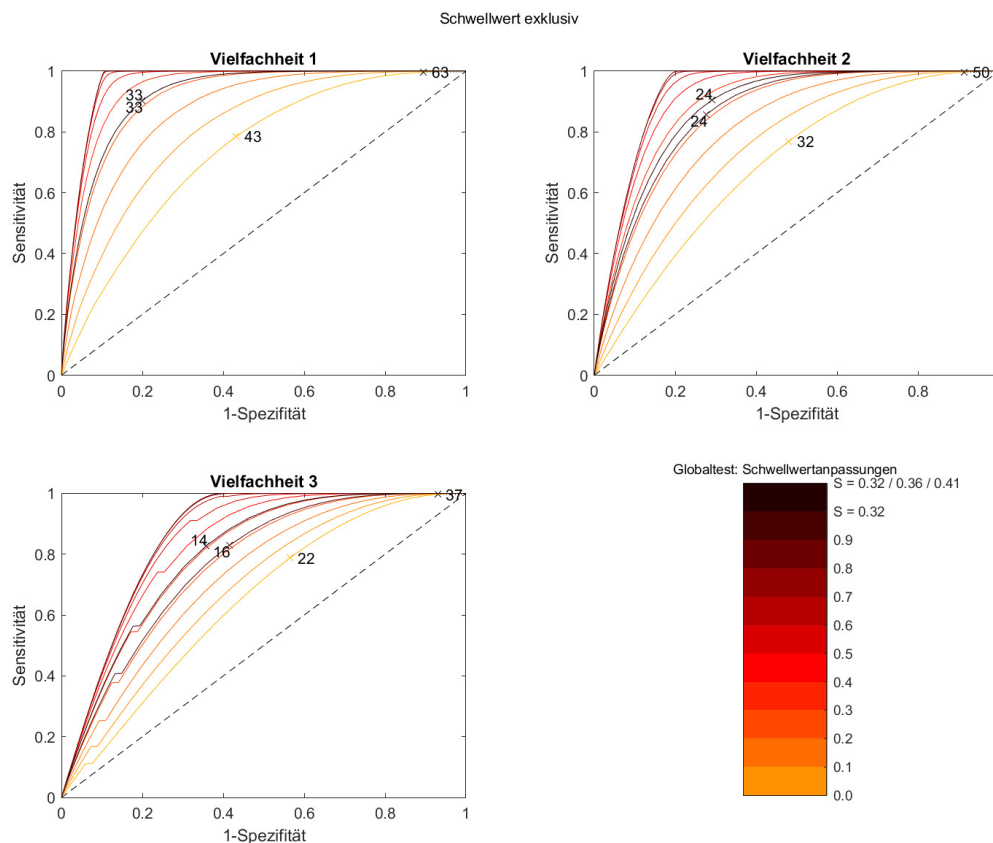 Schwellwert exklusiv
Vielfachheit 1
1
0.8
0.6
0.4
0.2
0
Sensitivität
63
33
33
43
0 0.2 0.4 0.6 0.8 1
1-Spezifität
Vielfachheit 2
1
0.8
0.6
0.4
0.2
0
Sensitivität
50
24
24
32
0 0.2 0.4 0.6 0.8
1-Spezifität
Vielfachheit 3
1
0.8
0.6
0.4
0.2
0
Sensitivität
37
14
16
22
0 0.2 0.4 0.6 0.8 1
1-Spezifität
Globaltest: Schwellwertanpassungen
S = 0.32 / 0.36 / 0.41
S = 0.32
0.9
0.8
0.7
0.6
0.5
0.4
0.3
0.2
0.1
0.0